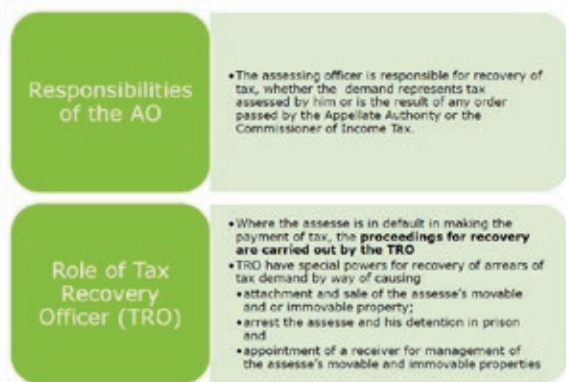 Responsibilities
of the AO
•The assessing officer is responsible for recovery of
tax, whether the demand represents tax
assessed by him or is the result of any order
passed by the Appellate Authority or the
Commissioner of Income Tax.
Role of Tax
Recovery
Officer (TRO)
•Where the assesse is in default in making the
payment of tax, the proceedings for recovery
are carried out by the TRO
•TRO have special powers for recovery of arrears of
tax demand by way of causing
•attachment and sale of the assesse's movable
and or immovable property;
•arrest the assesse and his detention in prison
and
•appointment of a receiver for management of
the assesse's movable and immovable properties